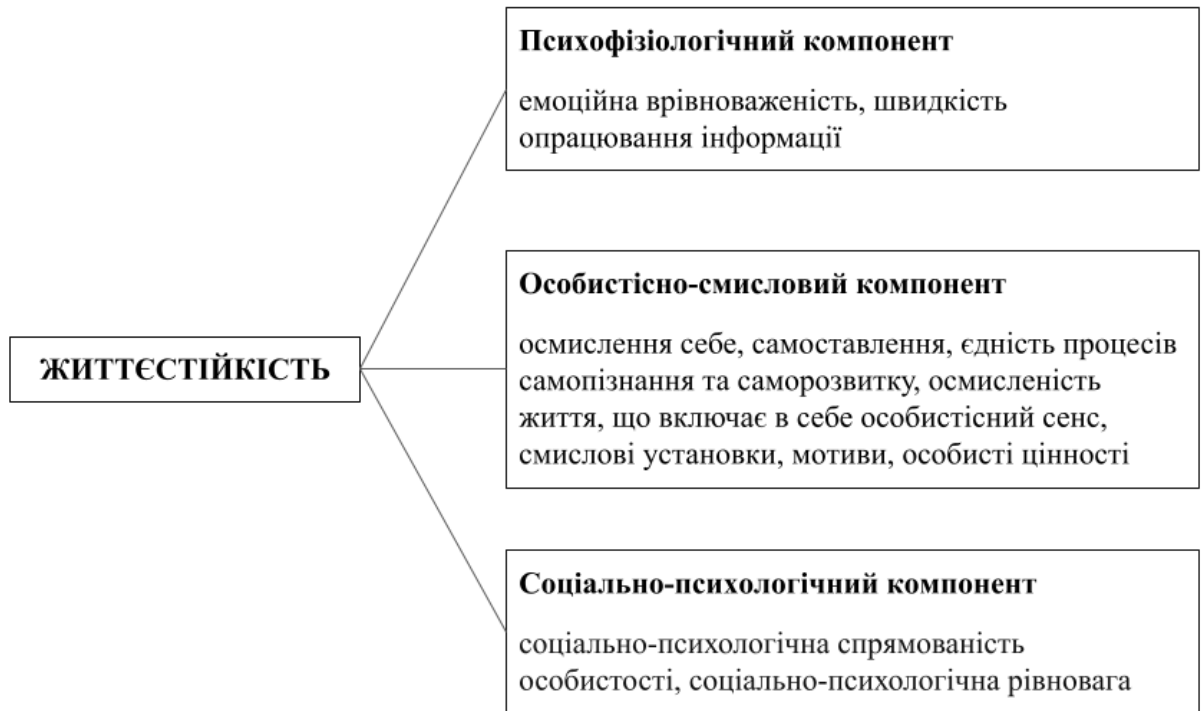 Психофізіологічний компонент
емоційна врівноваженість, швидкість
опрацювання інформації
ЖИТТЄСТІЙКІСТЬ
Особистісно-смисловий компонент
осмислення себе, самоставлення, єдність процесів
самопізнання та саморозвитку, осмисленість
життя, що включає в себе особистісний сенс,
смислові установки, мотиви, особисті цінності
Соціально-психологічний компонент
соціально-психологічна спрямованість
особистості, соціально-психологічна рівновага